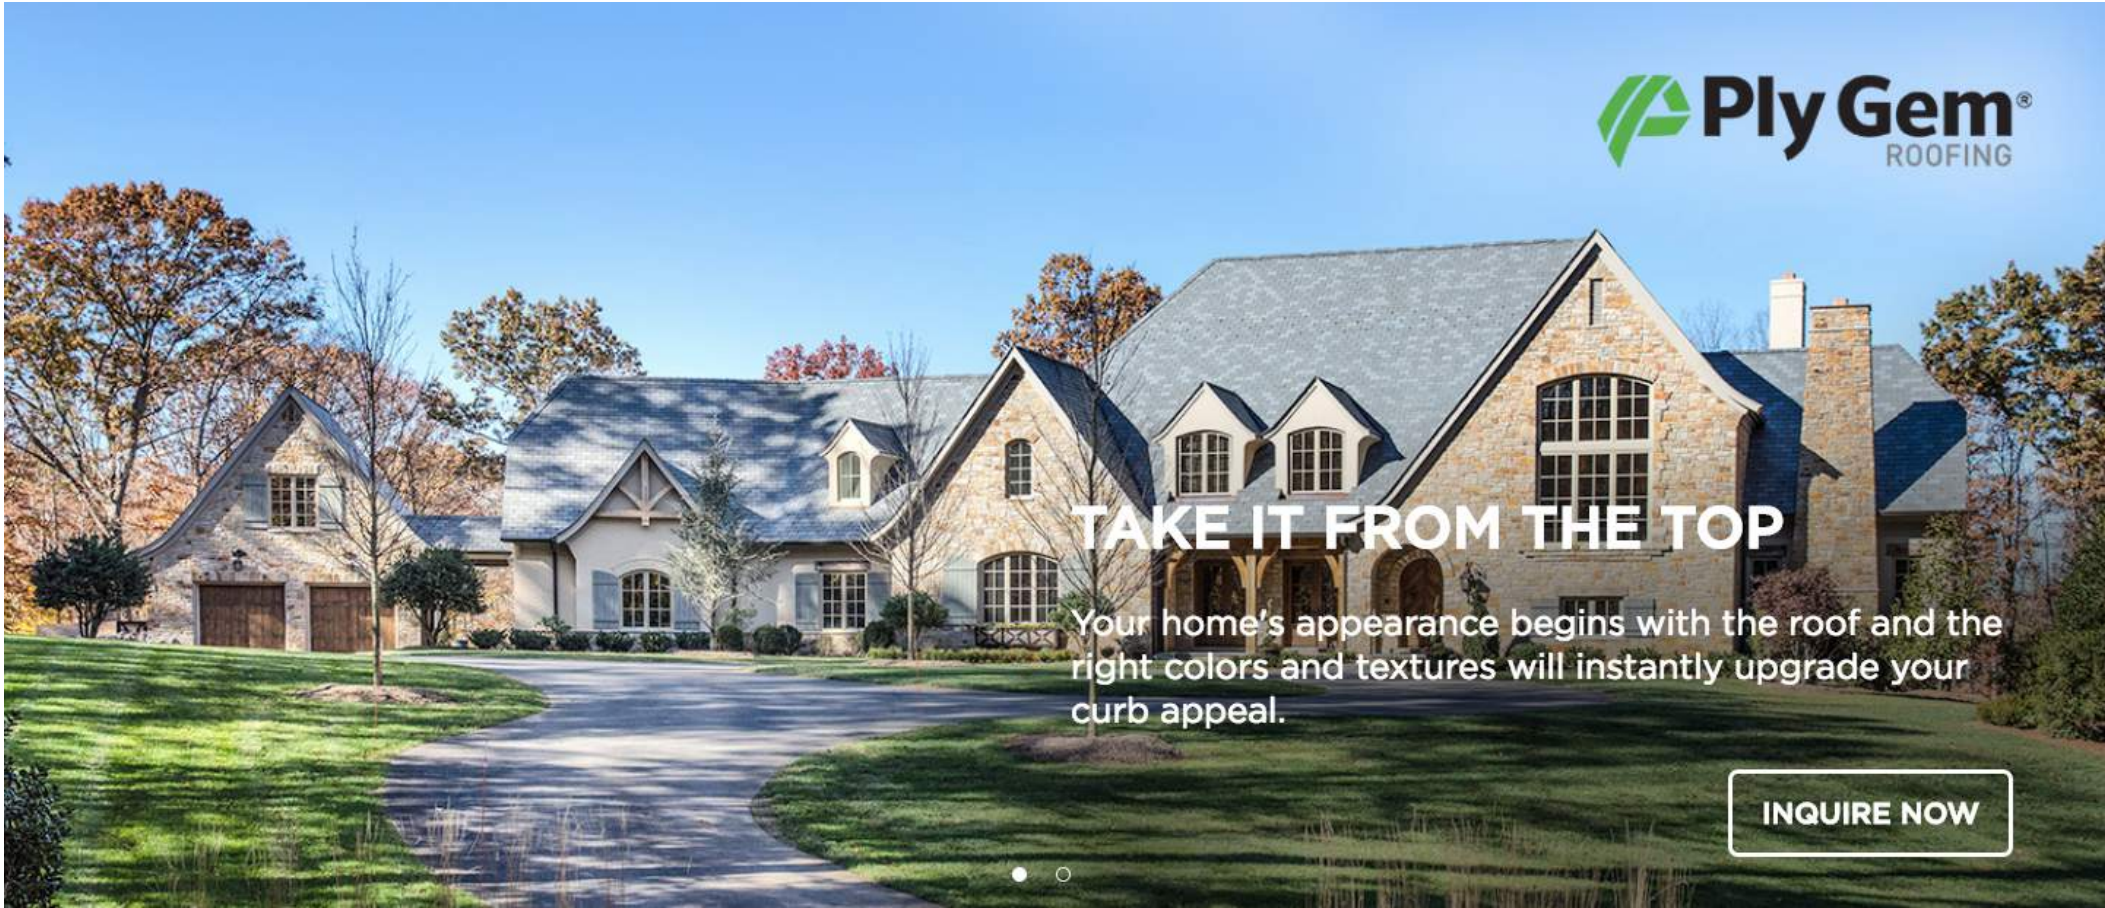 Ply Gem®
ROOFING
TAKE IT FROM THE TOP
Your home's appearance begins with the roof and the
right colors and textures will instantly upgrade your
curb appeal.
INQUIRE NOW